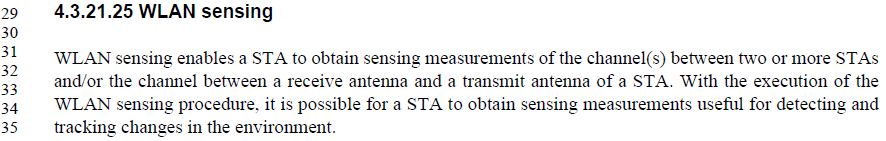 29 4.3.21.25 WLAN sensing
30
31 WLAN sensing enables a STA to obtain sensing measurements of the channel(s) between two or more STAs
32 and/or the channel between a receive antenna and a transmit antenna of a STA. With the execution of the
33 WLAN sensing procedure, it is possible for a STA to obtain sensing measurements useful for detecting and
34 tracking changes in the environment.
35